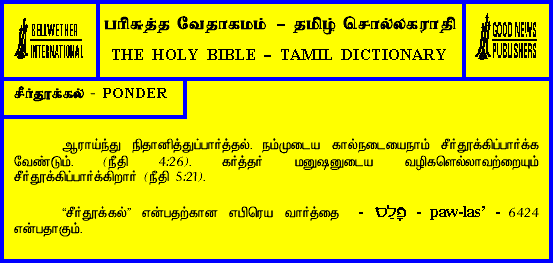 BELLWETHER
INTERNATIONAL
பரிசுத்த வேதாகமம் – தமிழ் சொல்லகராதி
THE HOLY BIBLE – TAMIL DICTIONARY
GOOD NEWS
PUBLISHERS
சீர்தூக்கல் - PONDER
ஆராய்ந்து நிதானித்துப்பார்த்தல். நம்முடைய கால்நடையைநாம் சீர்தூக்கிப்பார்க்க
வேண்டும். (நீதி 4:26). கர்த்தர் மனுஷனுடைய வழிகளெல்லாவற்றையும்
சீர்தூக்கிப்பார்க்கிறார் (நீதி 5:21).
“சீர்தூக்கல்” என்பதற்கான எபிரெய வார்த்தை - פָּלַס - paw-las’ - 6424
என்பதாகும்.